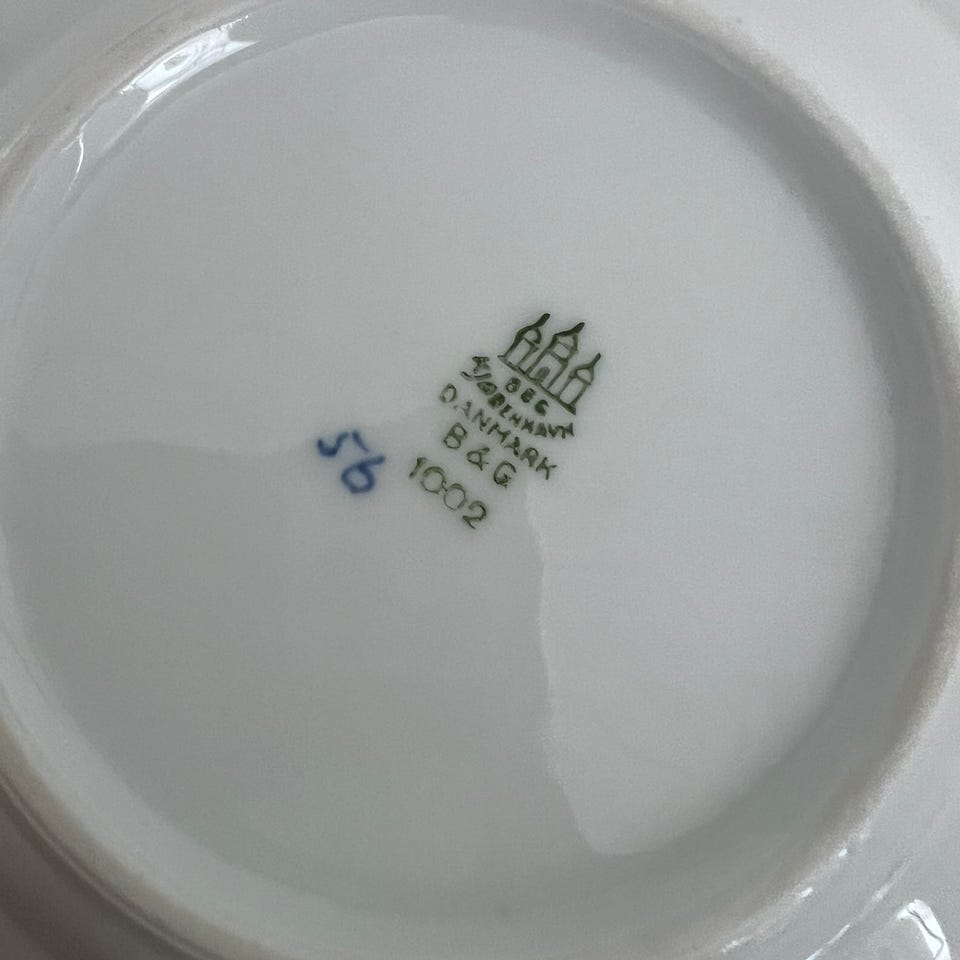 B&G
KJØBENHAVN
DANMARK
B & G
1002
56